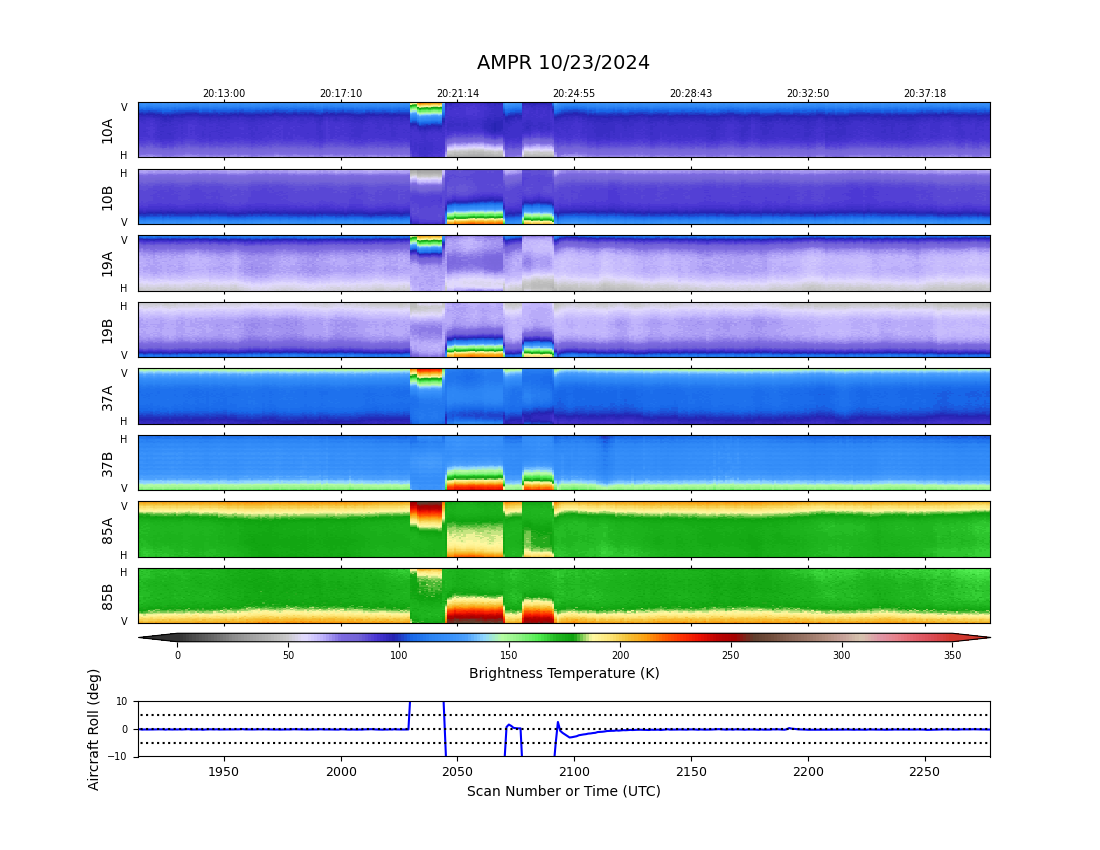 AMPR 10/23/2024
20:13:00 20:17:10 20:21:14 20:24:55 20:28:43 20:32:50 20:37:18
V
10A
H
H
10B
V
V
19A
H
H
19B
V
V
37A
H
H
37B
V
V
85A
H
H
85B
V
0 50 100 150 200 250 300 350
Brightness Temperature (K)
Aircraft Roll (deg)
10
0
−10
1950 2000 2050 2100 2150 2200 2250
Scan Number or Time (UTC)